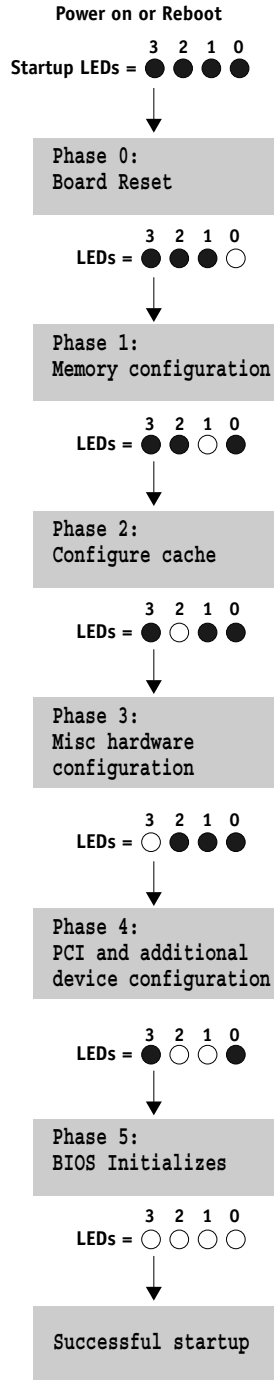 Power on or Reboot
3 2 1 0
Startup LEDs =
Phase 0:
Board Reset
3 2 1 0
LEDs =
Phase 1:
Memory configuration
3 2 1 0
LEDs =
Phase 2:
Configure cache
3 2 1 0
LEDs =
Phase 3:
Misc hardware
configuration
3 2 1 0
LEDs =
Phase 4:
PCI and additional
device configuration
3 2 1 0
LEDs =
Phase 5:
BIOS Initializes
3 2 1 0
LEDs =
Successful startup